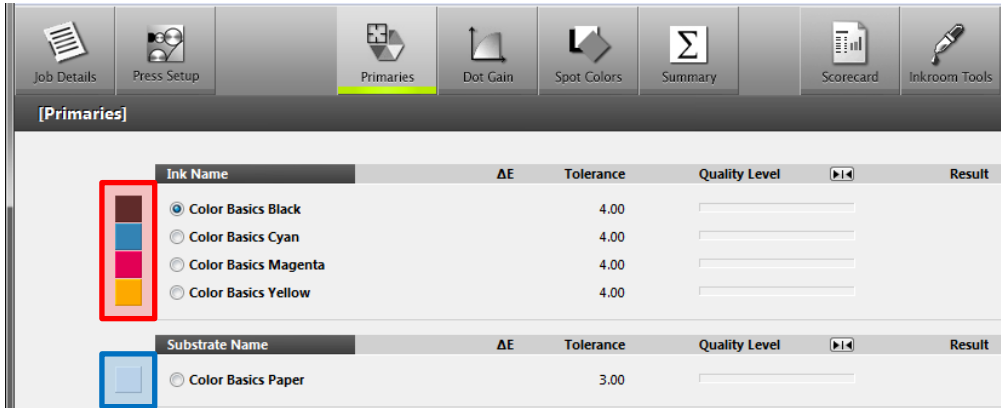 Job Details Press Setup Primaries Dot Gain Spot Colors Summary Scorecard Inkroom Tools
[Primaries]
Ink Name ΔE Tolerance Quality Level Result
Color Basics Black 4.00
Color Basics Cyan 4.00
Color Basics Magenta 4.00
Color Basics Yellow 4.00
Substrate Name ΔE Tolerance Quality Level Result
Color Basics Paper 3.00